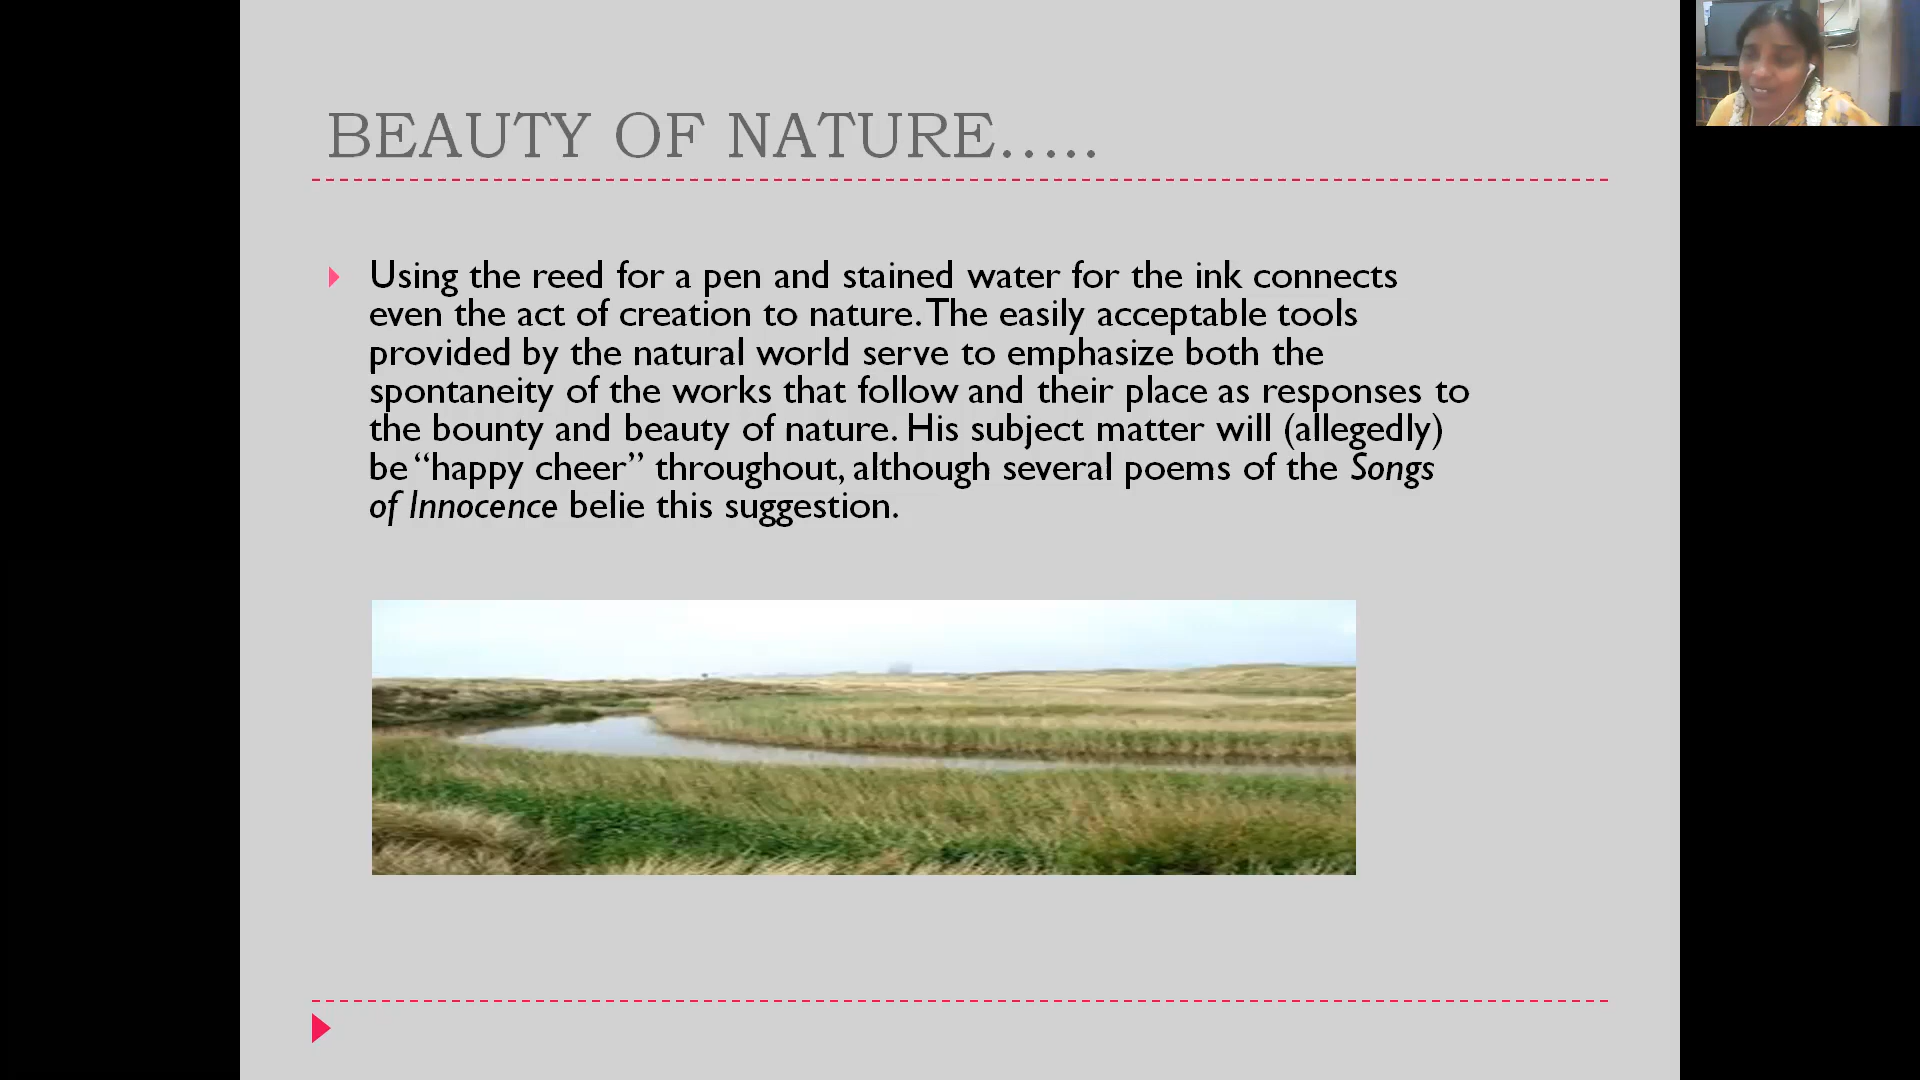 BEAUTY OF NATURE.....
Using the reed for a pen and stained water for the ink connects
even the act of creation to nature. The easily acceptable tools
provided by the natural world serve to emphasize both the
spontaneity of the works that follow and their place as responses to
the bounty and beauty of nature. His subject matter will (allegedly)
be “happy cheer” throughout, although several poems of the Songs
of Innocence belie this suggestion.